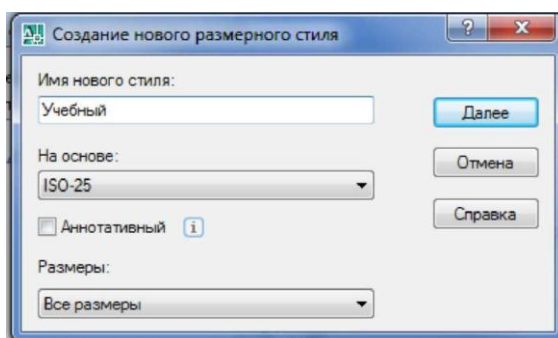 Создание нового размерного стиля
Имя нового стиля:
Учебный
Далее
На основе:
ISO-25
Отмена
Аннотативный
Справка
Размеры:
Все размеры